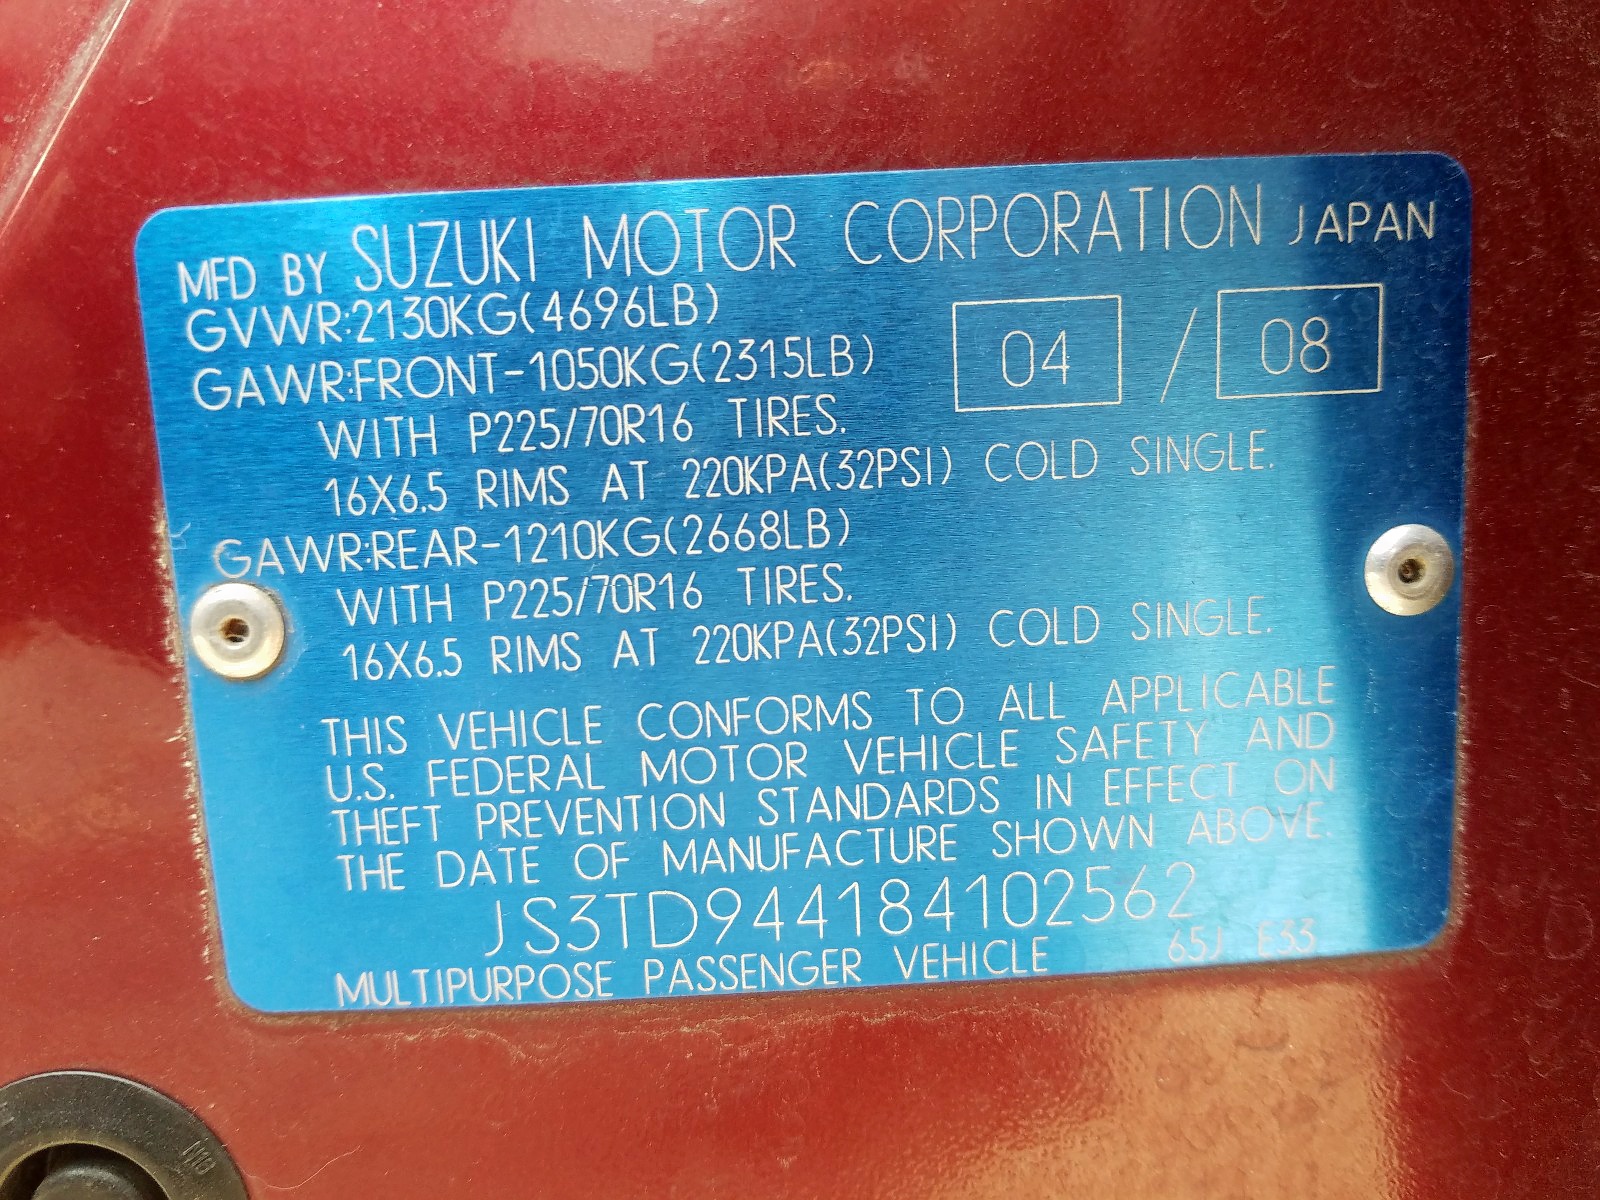 MFD BY SUZUKI MOTOR CORPORATION JAPAN
GVWR:2130KG(4696LB)
04 / 08
GAWR:FRONT-1050KG(2315LB)
WITH P225/70R16 TIRES.
16X6.5 RIMS AT 220KPA(32PSI) COLD SINGLE.
GAWR:REAR-1210KG(2668LB)
WITH P225/70R16 TIRES.
16X6.5 RIMS AT 220KPA(32PSI) COLD SINGLE.
THIS VEHICLE CONFORMS TO ALL APPLICABLE
U.S. FEDERAL MOTOR VEHICLE SAFETY AND
THEFT PREVENTION STANDARDS IN EFFECT ON
THE DATE OF MANUFACTURE SHOWN ABOVE.
JS3TD944184102562
MULTIPURPOSE PASSENGER VEHICLE 65J E33